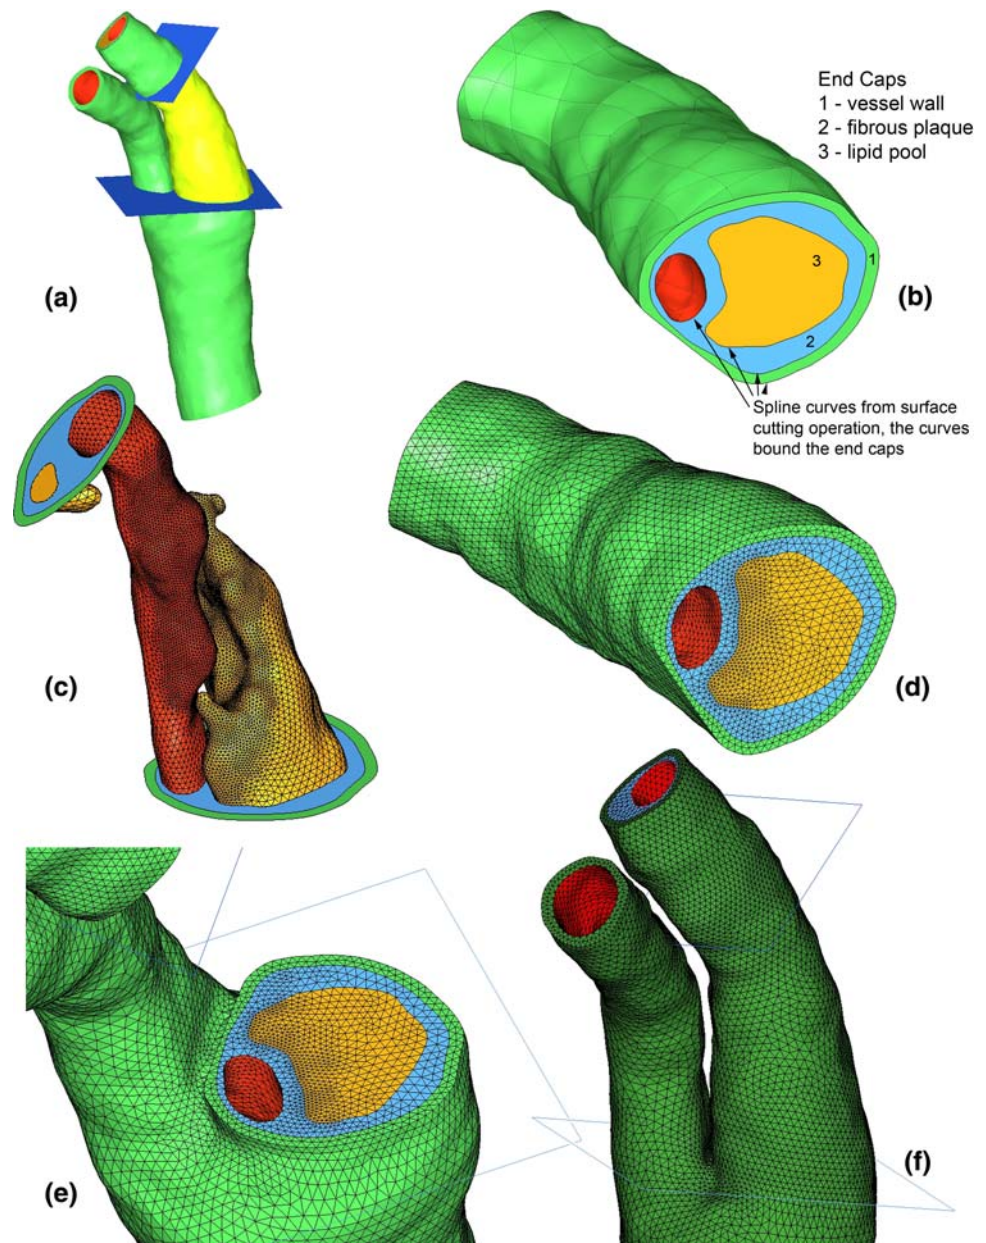 (a)
End Caps
1 - vessel wall
2 - fibrous plaque
3 - lipid pool
3
1
2
(b)
Spline curves from surface
cutting operation, the curves
bound the end caps
(c)
(d)
(e)
(f)